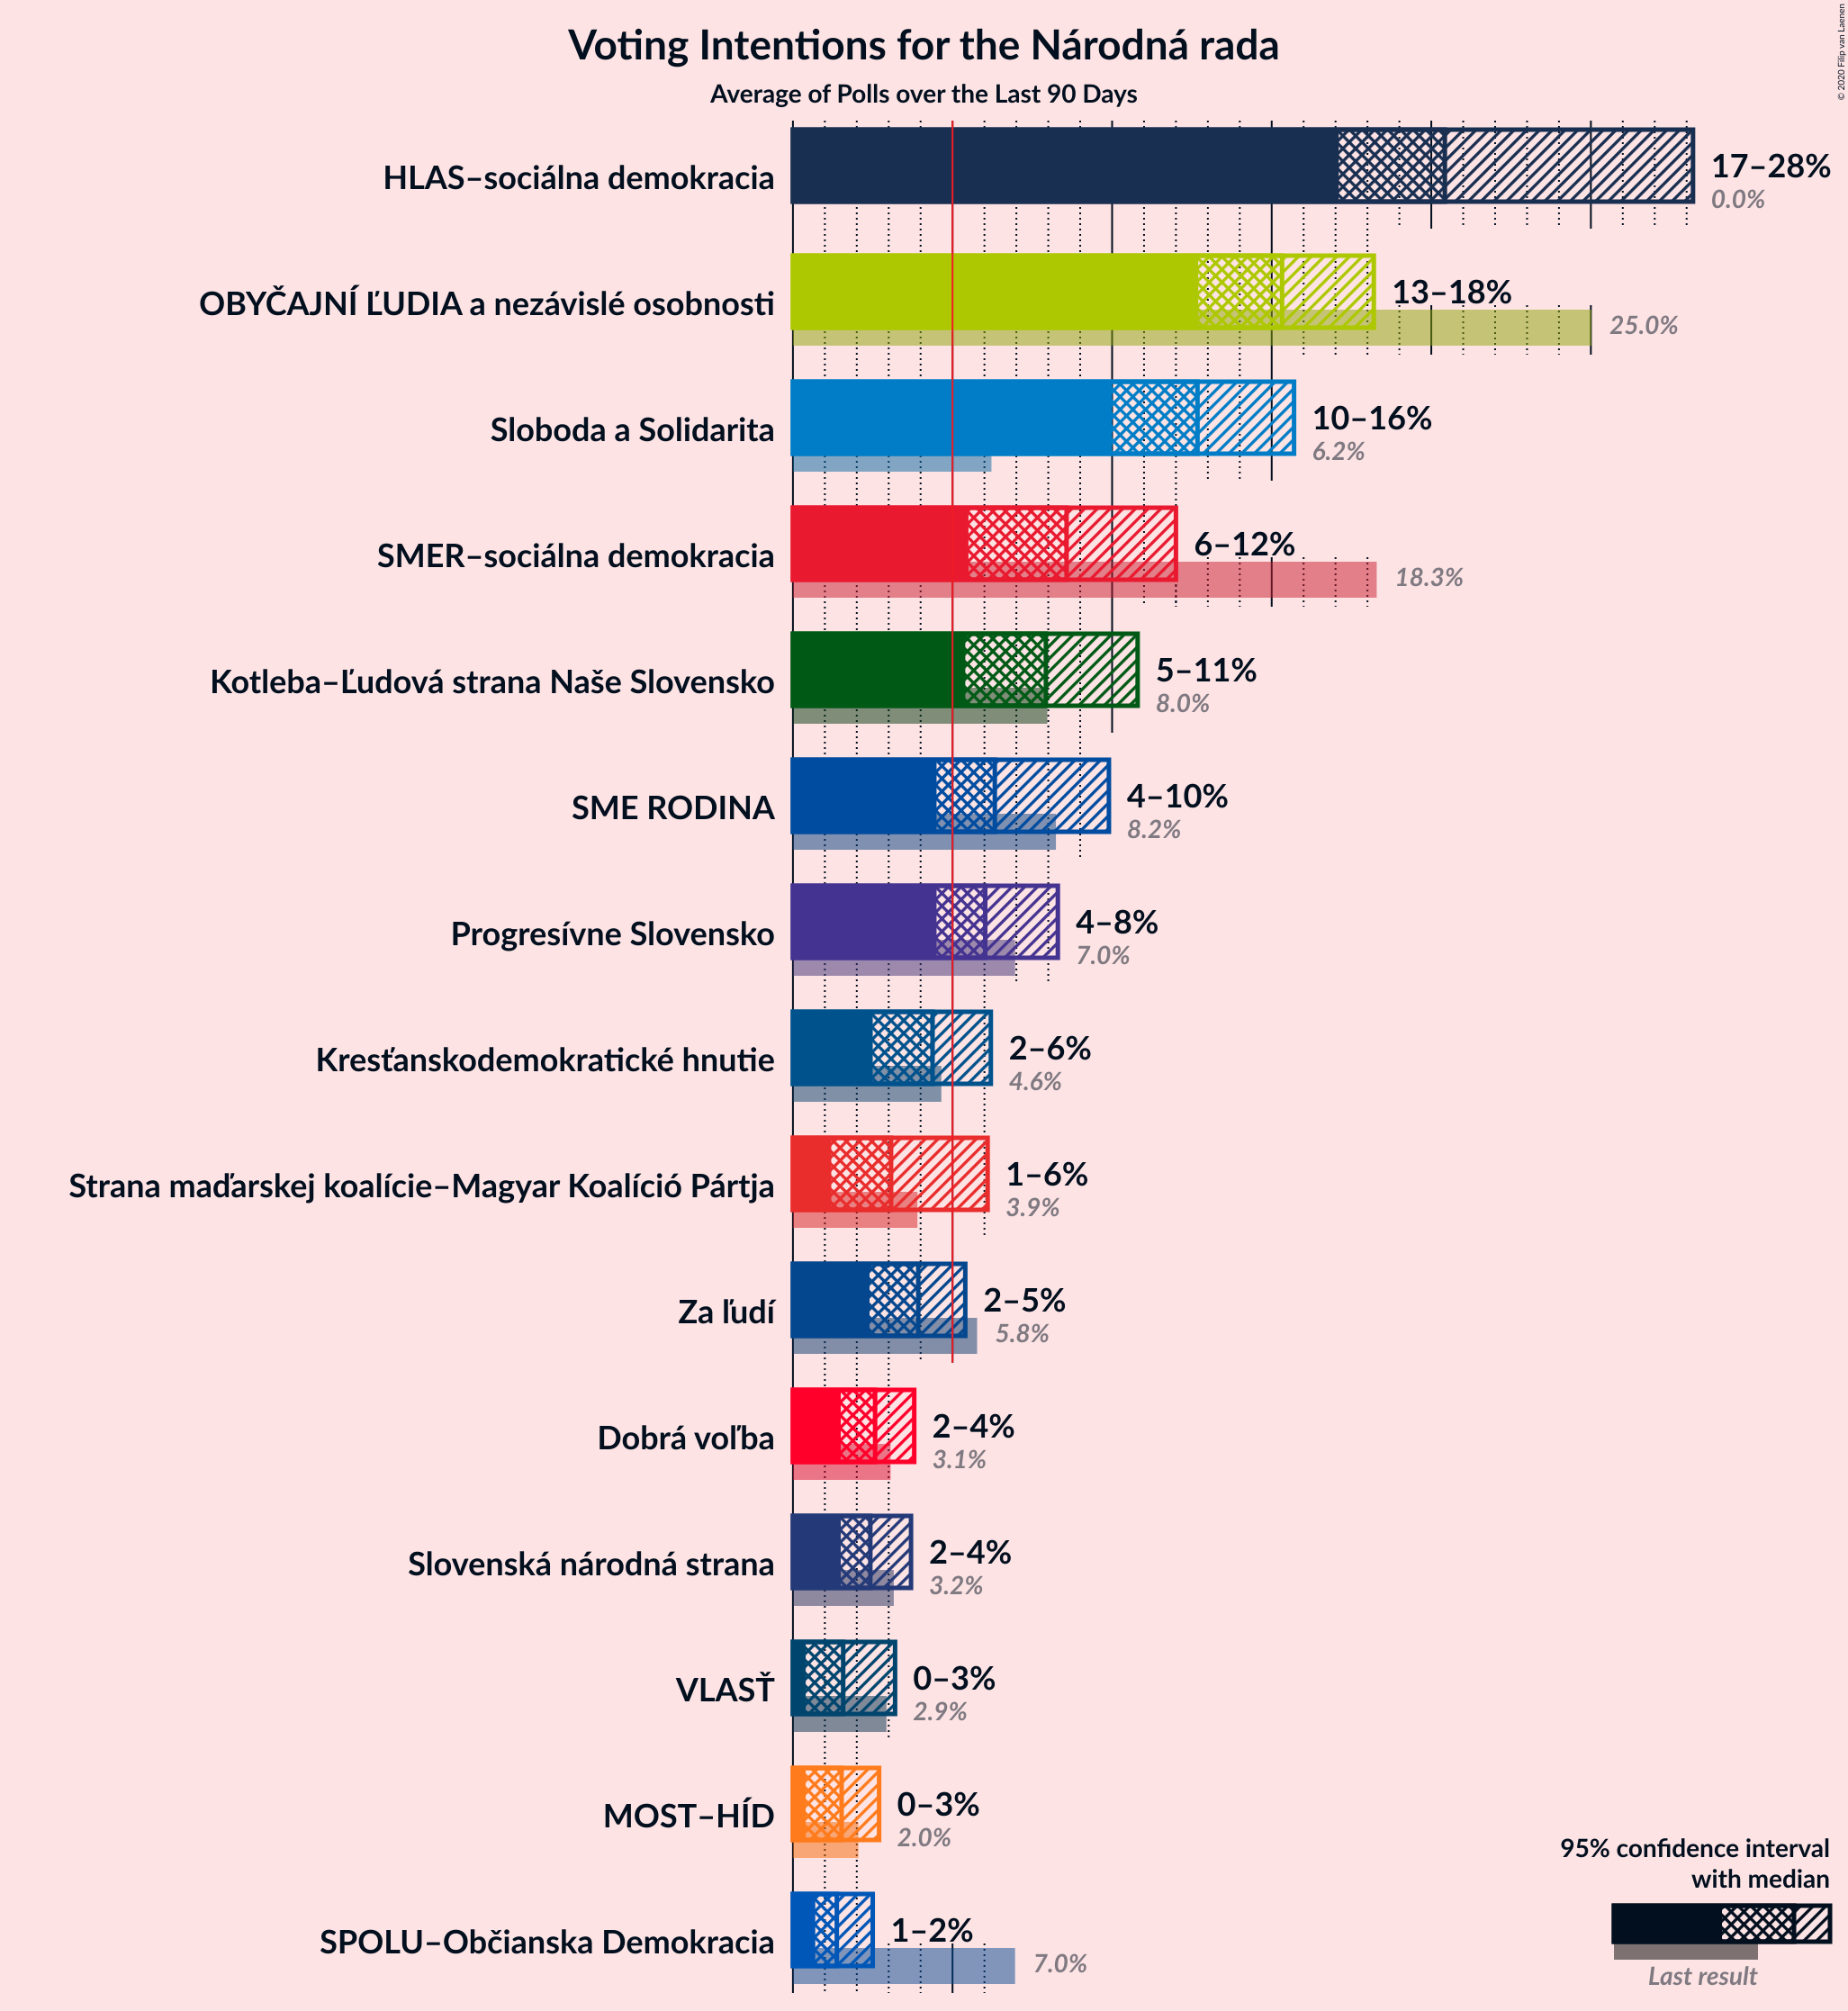 Voting Intentions for the Národná rada
Average of Polls over the Last 90 Days
© 2020 Filip van Laenen
HLAS–sociálna demokracia
17–28%
0.0%
OBYČAJNÍ ĽUDIA a nezávislé osobnosti
13–18%
25.0%
Sloboda a Solidarita
10–16%
6.2%
SMER–sociálna demokracia
6–12%
18.3%
Kotleba–Ľudová strana Naše Slovensko
5–11%
8.0%
SME RODINA
4–10%
8.2%
Progresívne Slovensko
4–8%
7.0%
Kresťanskodemokratické hnutie
2–6%
4.6%
Strana maďarskej koalície–Magyar Koalíció Pártja
1–6%
3.9%
Za ľudí
2–5%
5.8%
Dobrá voľba
2–4%
3.1%
Slovenská národná strana
2–4%
3.2%
VLASŤ
0–3%
2.9%
MOST–HÍD
0–3%
2.0%
SPOLU–Občianska Demokracia
1–2%
7.0%
95% confidence interval
with median
Last result